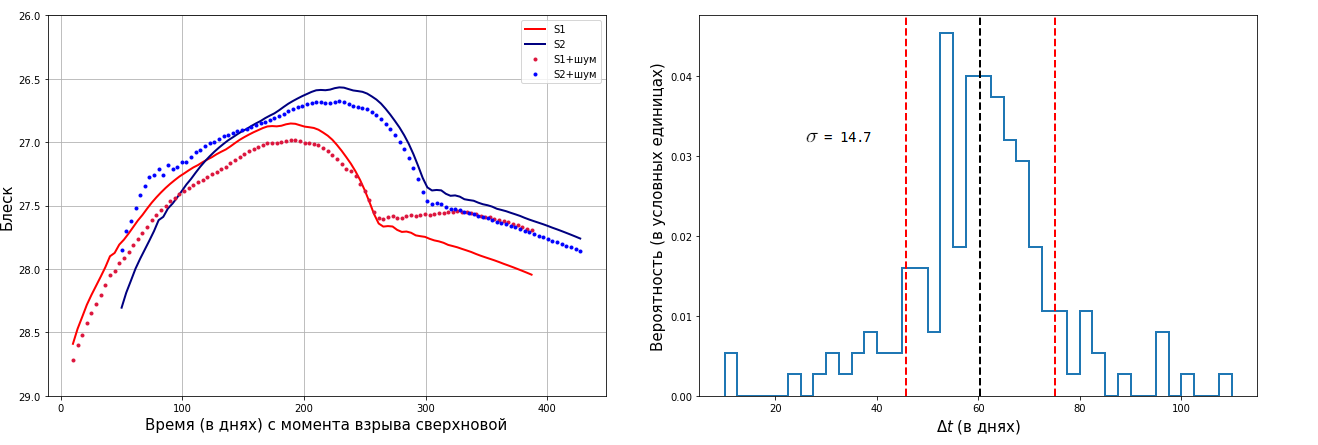 26.0
26.5
27.0
27.5
28.0
28.5
29.0
Блеск
0
100
200
300
400
Время (в днях) с момента взрыва сверхновой
S1
S2
S1+шум
S2+шум
0.04
0.03
0.02
0.01
0.00
Вероятность (в условных единицах)
σ = 14.7
20
40
60
80
100
Δt (в днях)